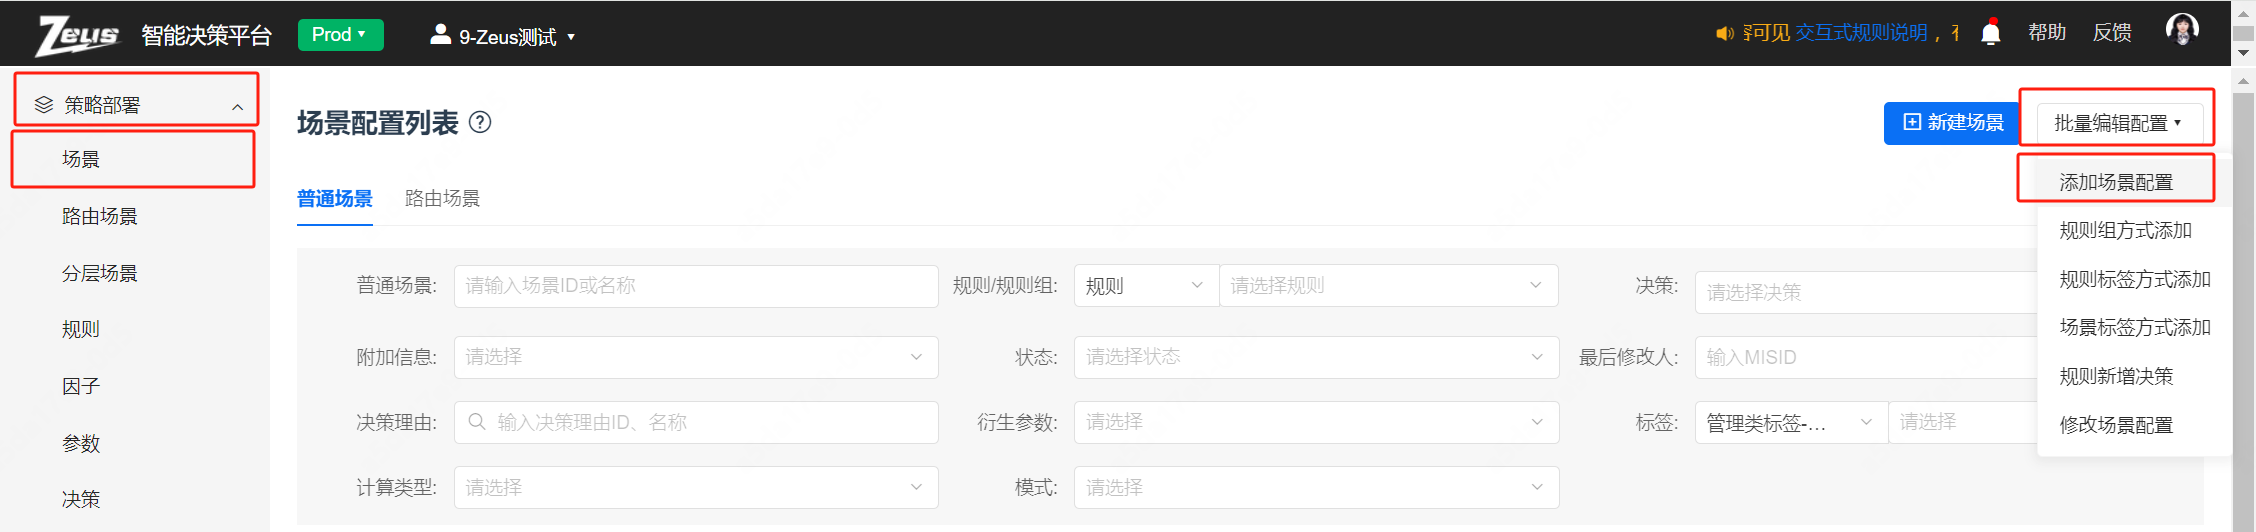 Zeus 智能决策平台 Prod 9-Zeus测试 容可见 交互式规则说明， 帮助 反馈
策略部署
场景
路由场景
分层场景
规则
因子
参数
决策
场景配置列表
新建场景 批量编辑配置
添加场景配置
规则组方式添加
规则标签方式添加
场景标签方式添加
规则新增决策
修改场景配置
普通场景 路由场景
普通场景: 请输入场景ID或名称 规则/规则组: 规则 请选择规则 决策: 请选择决策
附加信息: 请选择 状态: 请选择状态 最后修改人: 输入MISID
决策理由: 输入决策理由ID、名称 衍生参数: 请选择 标签: 管理类标签-... 请选择
计算类型: 请选择 模式: 请选择